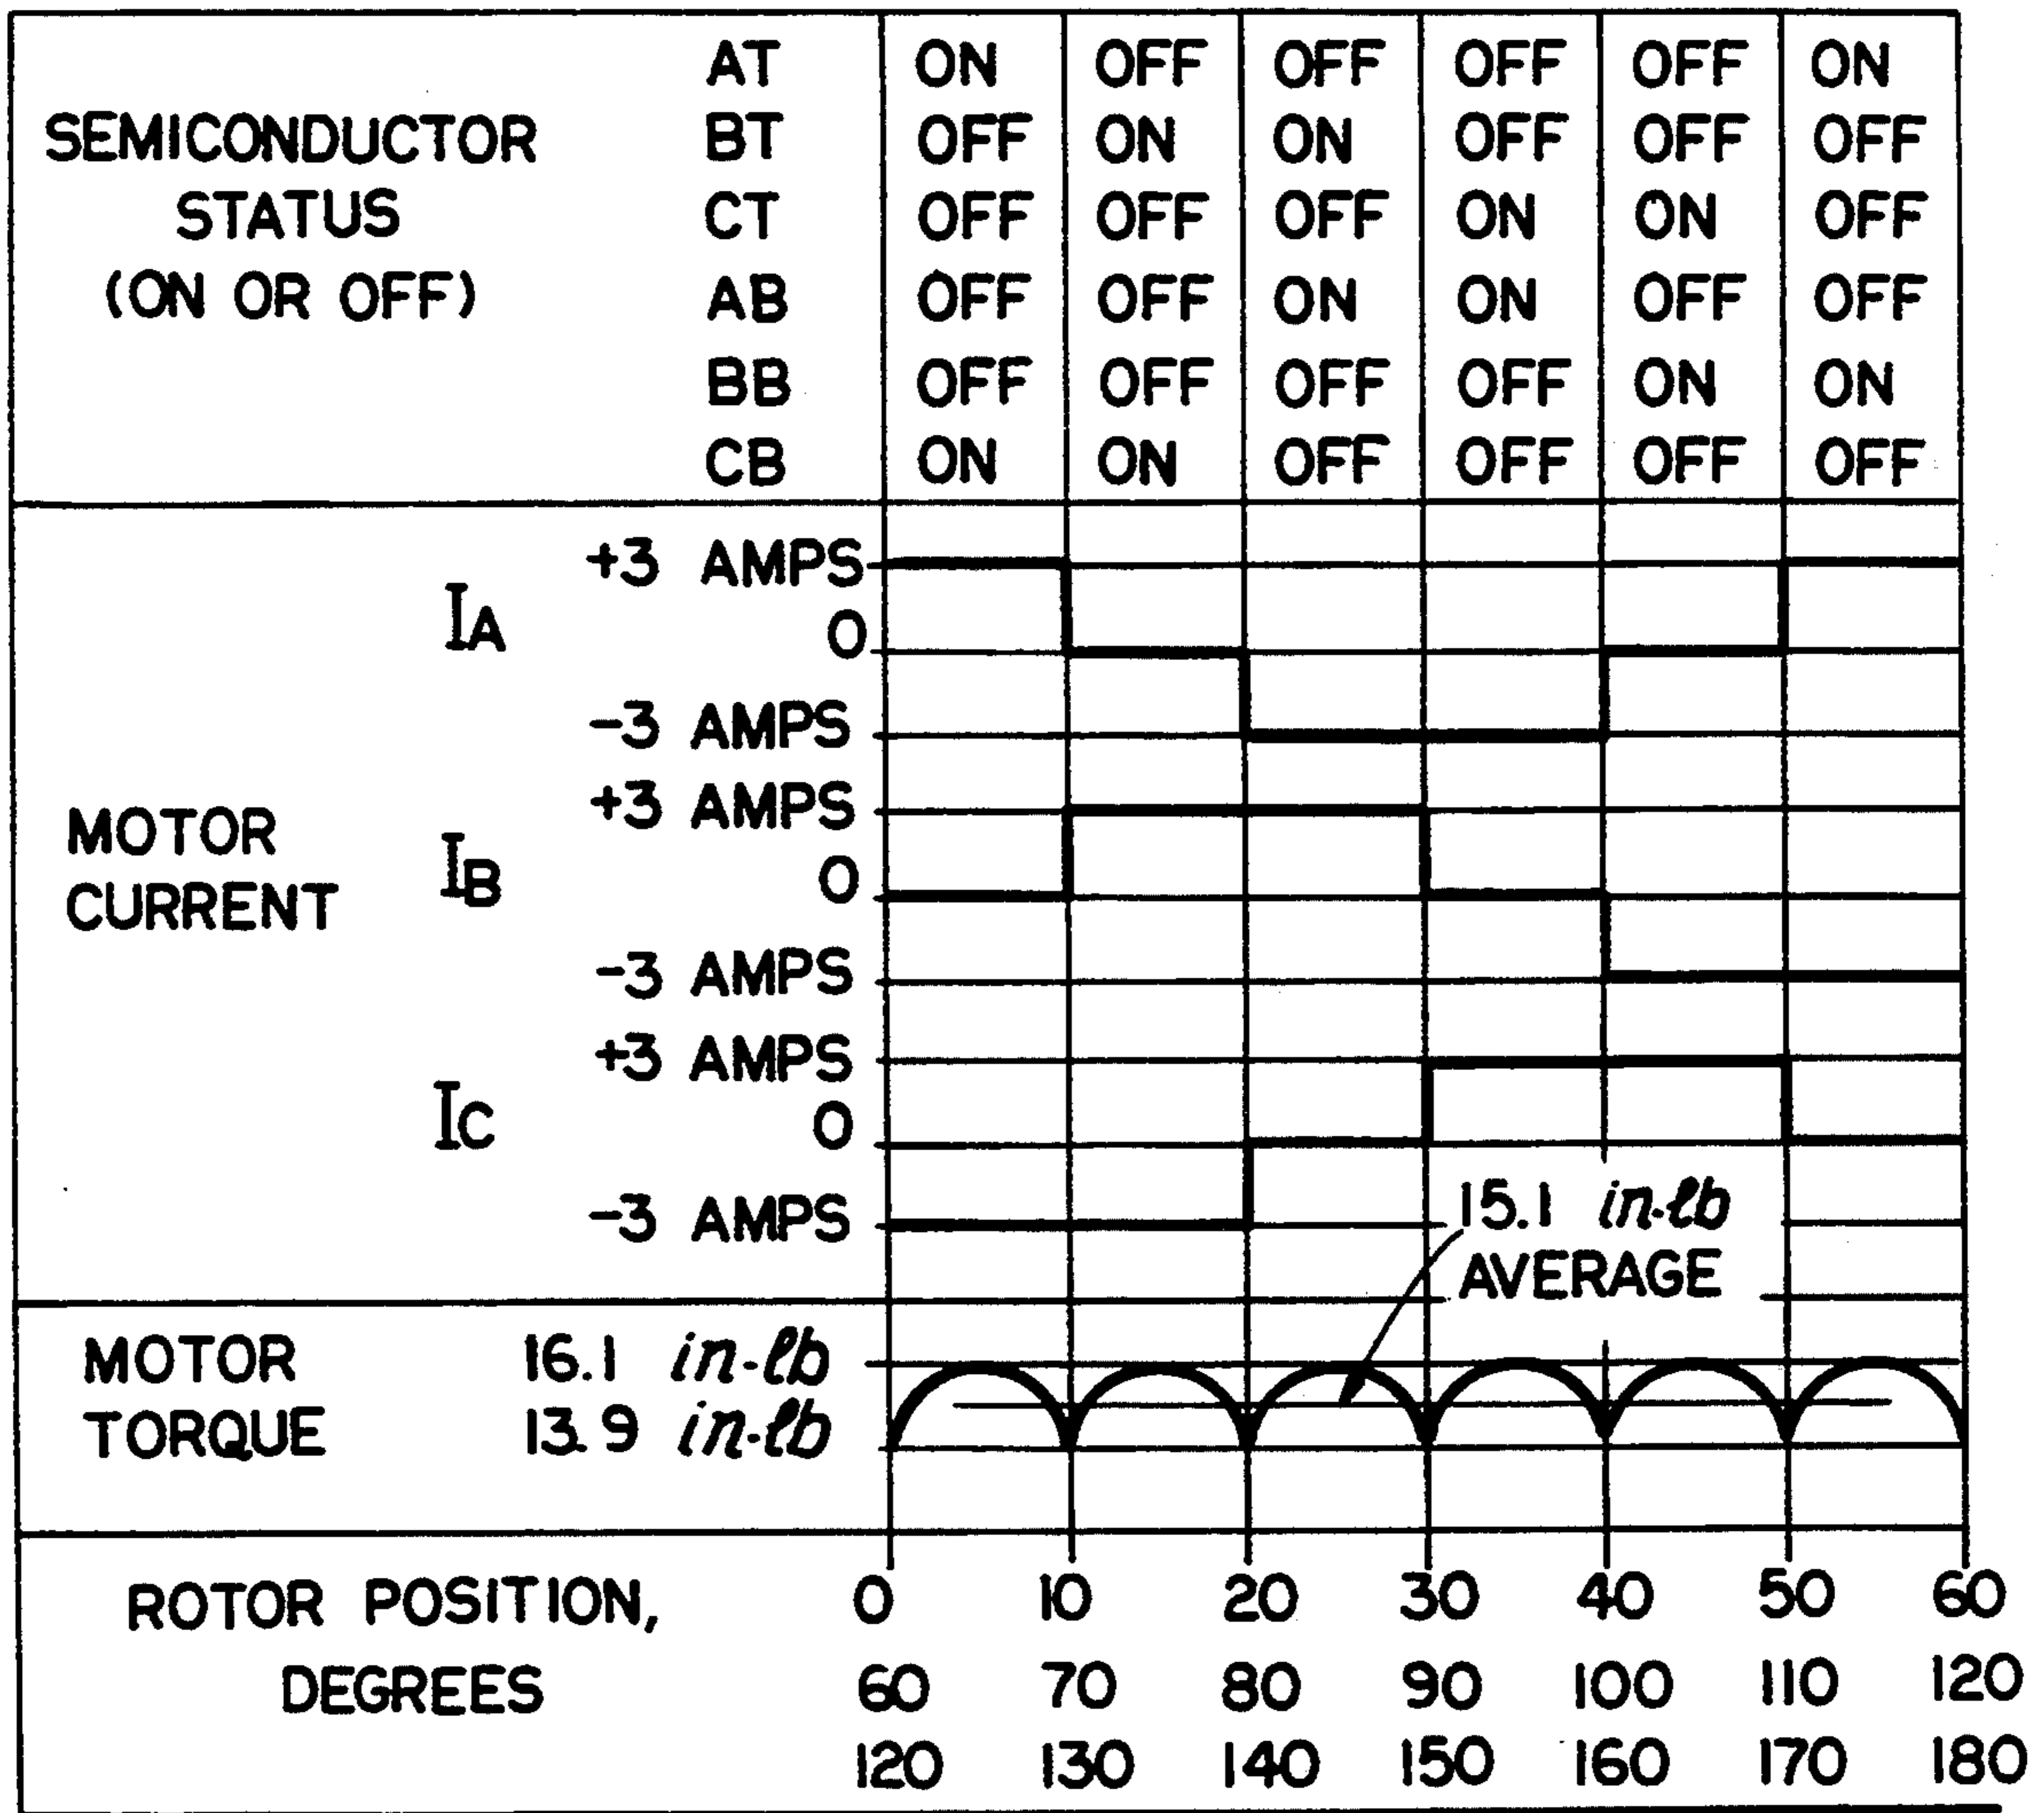 AT ON OFF OFF OFF OFF ON
SEMICONDUCTOR BT OFF ON ON OFF OFF OFF
STATUS CT OFF OFF OFF ON ON OFF
(ON OR OFF) AB OFF OFF ON ON OFF OFF
BB OFF OFF OFF OFF ON ON
CB ON ON OFF OFF OFF OFF
+3 AMPS
IA 0
-3 AMPS
+3 AMPS
MOTOR
CURRENT IB 0
-3 AMPS
+3 AMPS
IC 0
-3 AMPS
15.1 in-lb
AVERAGE
MOTOR 16.1 in-lb
TORQUE 13.9 in-lb
ROTOR POSITION, 0 10 20 30 40 50 60
DEGREES 60 70 80 90 100 110 120
120 130 140 150 160 170 180